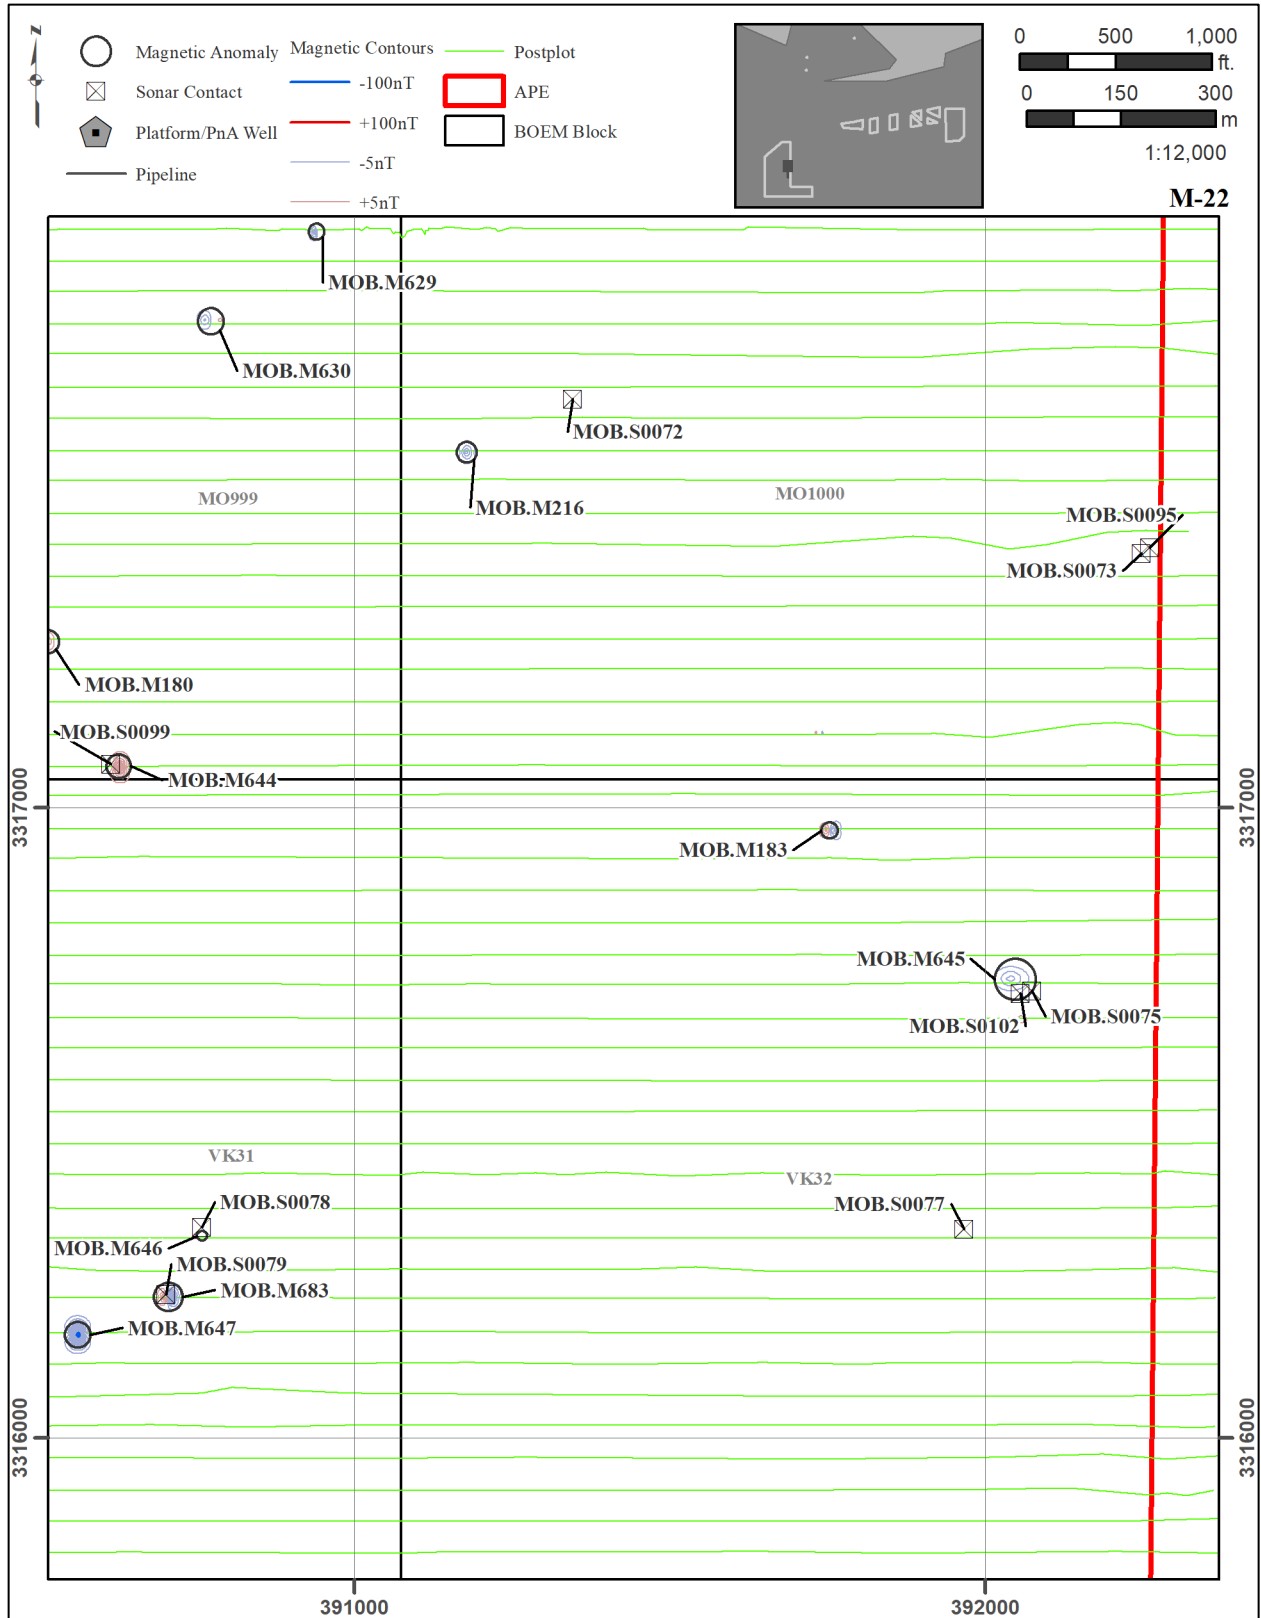 Z
Magnetic Anomaly
Sonar Contact
Platform/PnA Well
Pipeline
Magnetic Contours
-100nT
+100nT
-5nT
+5nT
Postplot
APE
BOEM Block
0 500 1,000
ft.
0 150 300
m
1:12,000
M-22
MOB.M629
MOB.M630
MOB.S0072
MO999
MO1000
MOB.M216
MOB.S0095
MOB.S0073
MOB.M180
MOB.S0099
MOB.M644
3317000
3317000
MOB.M183
MOB.M645
MOB.S0102
MOB.S0075
VK31
VK32
MOB.S0078
MOB.S0077
MOB.M646
MOB.S0079
MOB.M683
MOB.M647
3316000
3316000
391000
392000